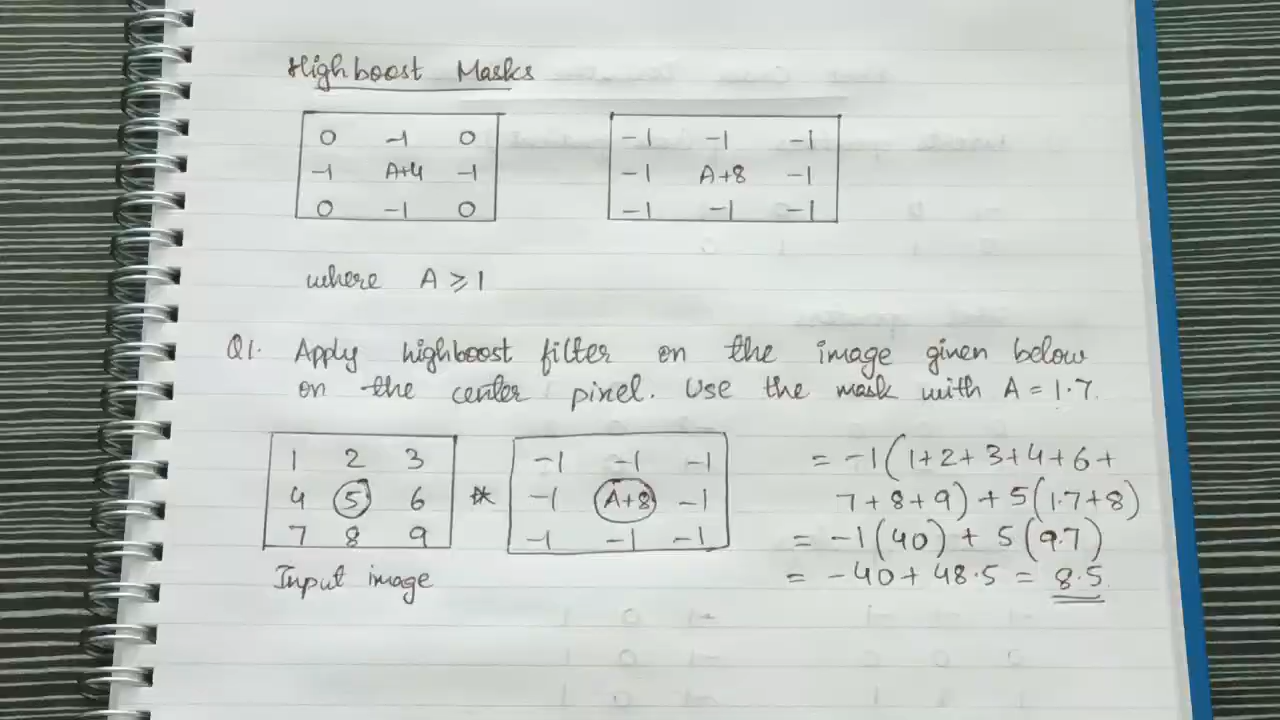 Highboost Masks
0 -1 0
-1 A+4 -1
0 -1 0
-1 -1 -1
-1 A+8 -1
-1 -1 -1
where A ⩾ 1
Q1. Apply highboost filter on the image given below
on the center pixel. Use the mask with A = 1.7.
1 2 3
4 5 6
7 8 9
Input image
*
-1 -1 -1
-1 A+8 -1
-1 -1 -1
= -1(1+2+3+4+6+
7+8+9) + 5(1.7+8)
= -1(40) + 5(9.7)
= -40 + 48.5 = 8.5